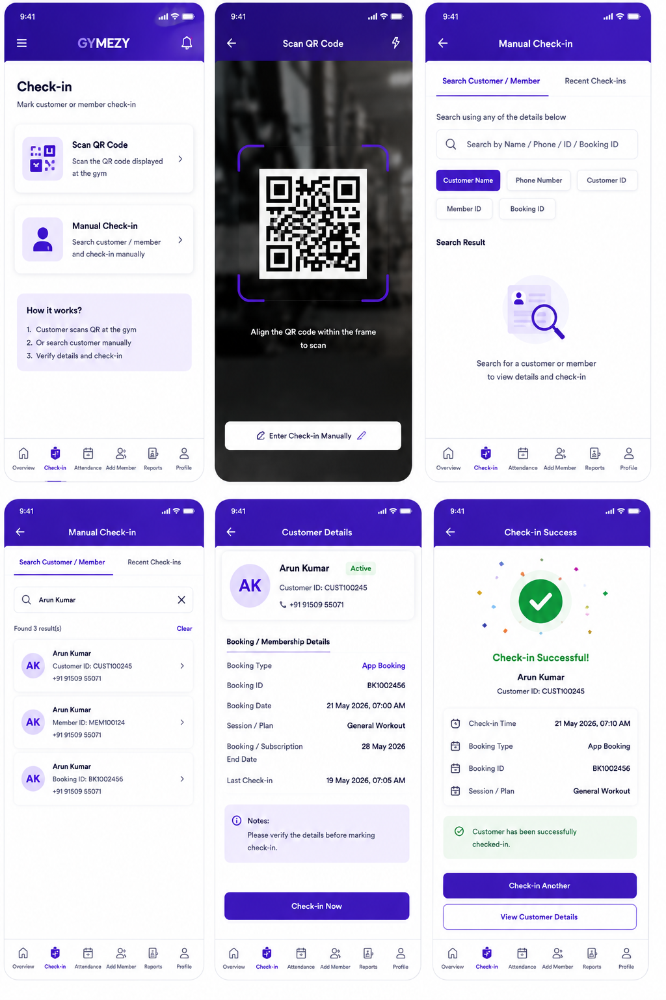 9:41
GYMEZY
Check-in
Mark customer or member check-in
Scan QR Code
Scan the QR code displayed
at the gym
Manual Check-in
Search customer / member
and check-in manually
How it works?
1. Customer scans QR at the gym
2. Or search customer manually
3. Verify details and check-in
Overview
Check-in
Attendance
Add Member
Reports
Profile
9:41
Scan QR Code
Align the QR code within the frame
to scan
Enter Check-in Manually
9:41
Manual Check-in
Search Customer / Member
Recent Check-ins
Search using any of the details below
Search by Name / Phone / ID / Booking ID
Customer Name
Phone Number
Customer ID
Member ID
Booking ID
Search Result
Search for a customer or member
to view details and check-in
Overview
Check-in
Attendance
Add Member
Reports
Profile
9:41
Manual Check-in
Search Customer / Member
Recent Check-ins
Arun Kumar
Found 3 result(s)
Clear
AK
Arun Kumar
Customer ID: CUST100245
+91 91509 55071
AK
Arun Kumar
Member ID: MEM100124
+91 91509 55071
AK
Arun Kumar
Booking ID: BK1002456
+91 91509 55071
Overview
Check-in
Attendance
Add Member
Reports
Profile
9:41
Customer Details
AK
Arun Kumar
Active
Customer ID: CUST100245
+91 91509 55071
Booking / Membership Details
Booking Type
App Booking
Booking ID
BK1002456
Booking Date
21 May 2026, 07:00 AM
Session / Plan
General Workout
Booking / Subscription
End Date
28 May 2026
Last Check-in
19 May 2026, 07:05 AM
Notes:
Please verify the details before marking
check-in.
Check-in Now
Overview
Check-in
Attendance
Add Member
Reports
Profile
9:41
Check-in Success
Check-in Successful!
Arun Kumar
Customer ID: CUST100245
Check-in Time
21 May 2026, 07:10 AM
Booking Type
App Booking
Booking ID
BK1002456
Session / Plan
General Workout
Customer has been successfully
checked-in.
Check-in Another
View Customer Details
Overview
Check-in
Attendance
Add Member
Reports
Profile